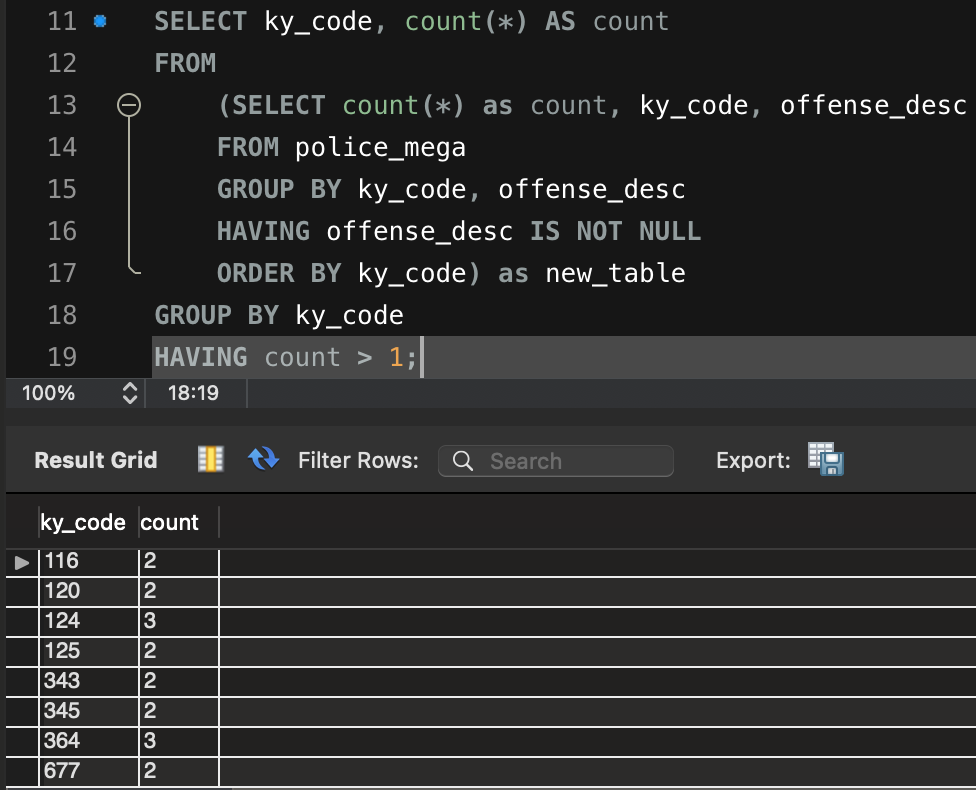 11 SELECT ky_code, count(*) AS count
12 FROM
13 (SELECT count(*) as count, ky_code, offense_desc
14 FROM police_mega
15 GROUP BY ky_code, offense_desc
16 HAVING offense_desc IS NOT NULL
17 ORDER BY ky_code) as new_table
18 GROUP BY ky_code
19 HAVING count > 1;
100% 18:19
Result Grid Filter Rows: Search Export:
ky_code count
116 2
120 2
124 3
125 2
343 2
345 2
364 3
677 2